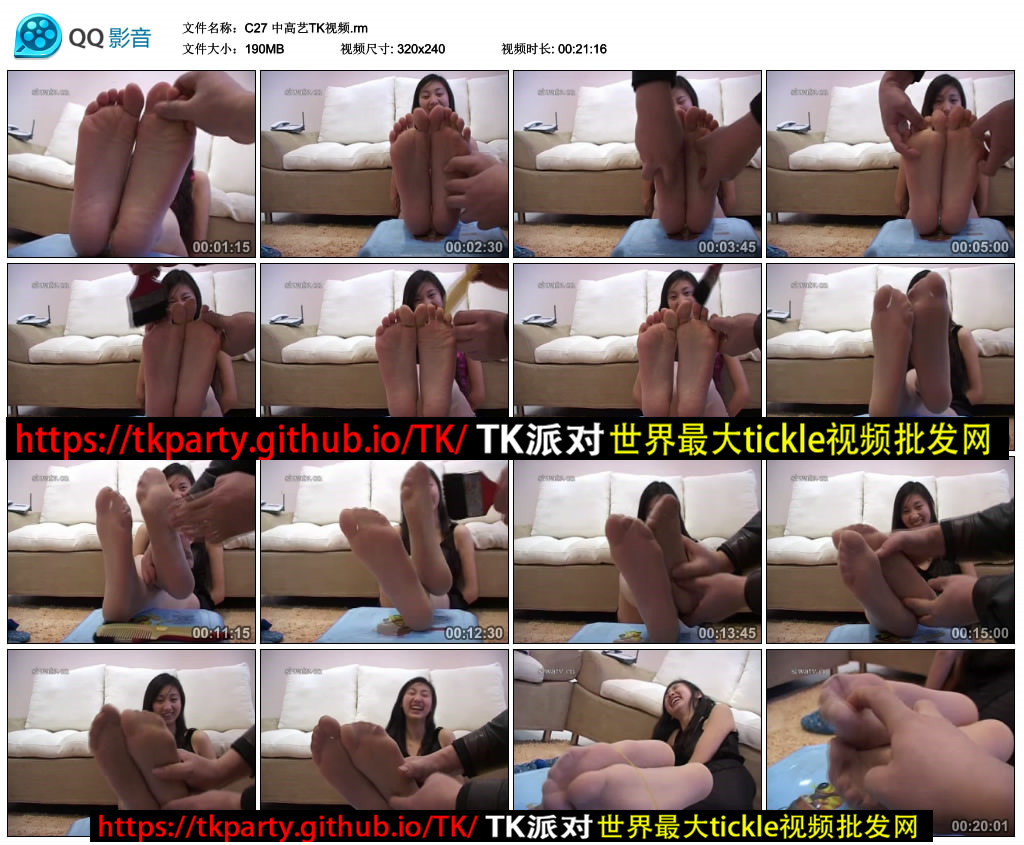 QQ 影音
文件名称: C27 中高艺TK视频.rm
文件大小: 190MB 视频尺寸: 320x240 视频时长: 00:21:16
00:01:15
00:02:30
00:03:45
00:05:00
https://tkparty.github.io/TK/ TK派对 世界最大tickle视频批发网
00:11:15
00:12:30
00:13:45
00:15:00
https://tkparty.github.io/TK/ TK派对 世界最大tickle视频批发网
00:20:01